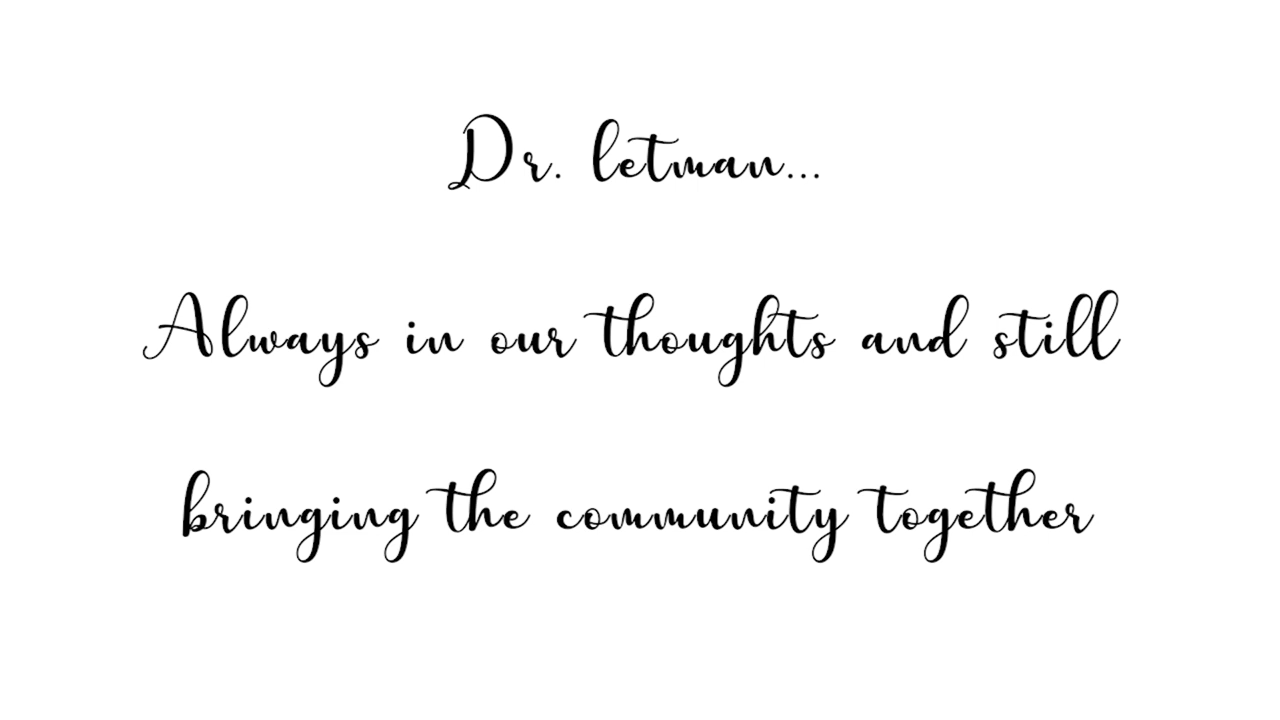 Dr. letman...
Always in our thoughts and still
bringing the community together